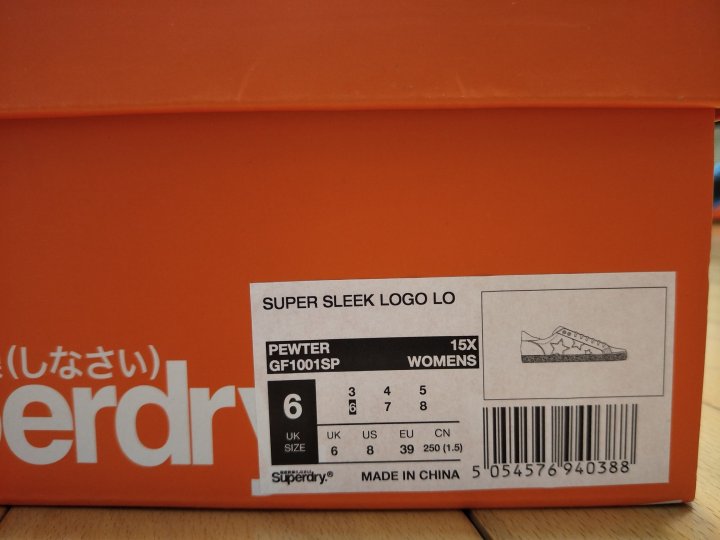 (しなさい)
perdry
SUPER SLEEK LOGO LO
PEWTER 15X
GF1001SP WOMENS
6
UK
SIZE
3 4 5
6 7 8
UK US EU CN
6 8 39 250 (1.5)
Superdry.®
MADE IN CHINA
5 054576 940388